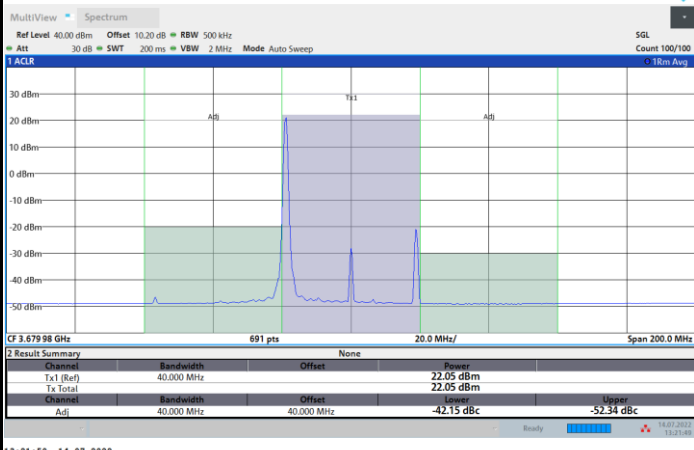 MultiView Spectrum
Ref Level 40.00 dBm Offset 10.20 dB RBW 500 kHz SGL
Att 30 dB SWT 200 ms VBW 2 MHz Mode Auto Sweep Count 100/100
1 ACLR 1Rm Avg
30 dBm
Tx1
20 dBm Adj Adj
10 dBm
0 dBm
-10 dBm
-20 dBm
-30 dBm
-40 dBm
-50 dBm
CF 3.67998 GHz 691 pts 20.0 MHz/ Span 200.0 MHz
2 Result Summary None
Channel Bandwidth Offset Power
Tx1 (Ref) 40.000 MHz 22.05 dBm
Tx Total 22.05 dBm
Channel Bandwidth Offset Lower Upper
Adj 40.000 MHz 40.000 MHz -42.15 dBc -52.34 dBc
Ready 14.07.2022
13:21:49